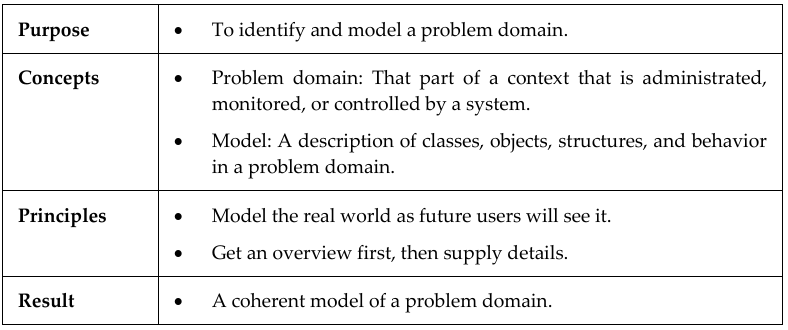 Purpose
• To identify and model a problem domain.
Concepts
• Problem domain: That part of a context that is administrated,
monitored, or controlled by a system.
• Model: A description of classes, objects, structures, and behavior
in a problem domain.
Principles
• Model the real world as future users will see it.
• Get an overview first, then supply details.
Result
• A coherent model of a problem domain.